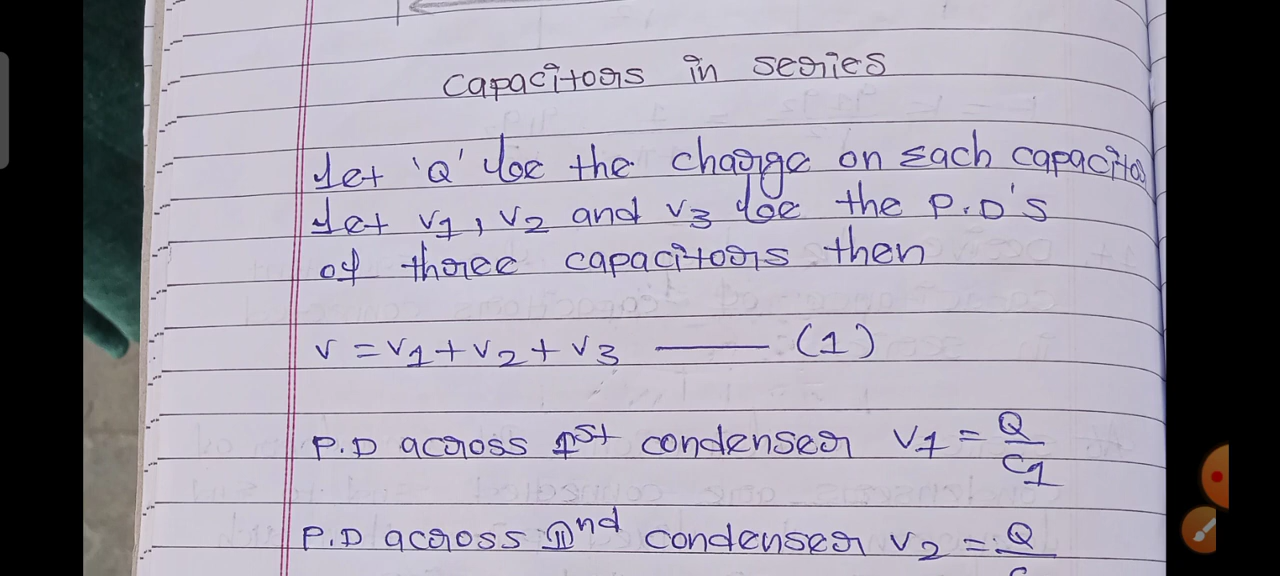 capacitors in series
Let 'Q' be the charge on Each capacitor
Let V1, V2 and V3 be the P.D's
of three capacitors then
V = V1 + V2 + V3 —— (1)
P.D across Ist condenser V1 = Q/C1
P.D across IInd condenser V2 = Q